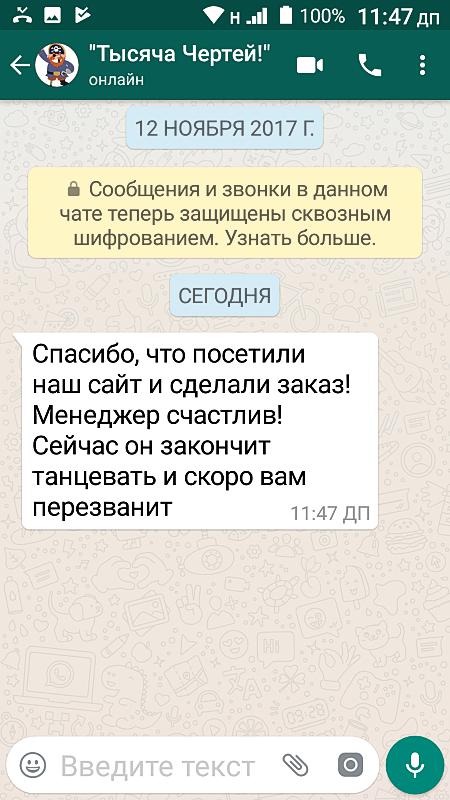 H
100%
11:47 дп
"Тысяча Чертей!"
онлайн
12 НОЯБРЯ 2017 Г.
Сообщения и звонки в данном
чате теперь защищены сквозным
шифрованием. Узнать больше.
СЕГОДНЯ
Спасибо, что посетили
наш сайт и сделали заказ!
Менеджер счастлив!
Сейчас он закончит
танцевать и скоро вам
перезванит
11:47 ДП
Введите текст